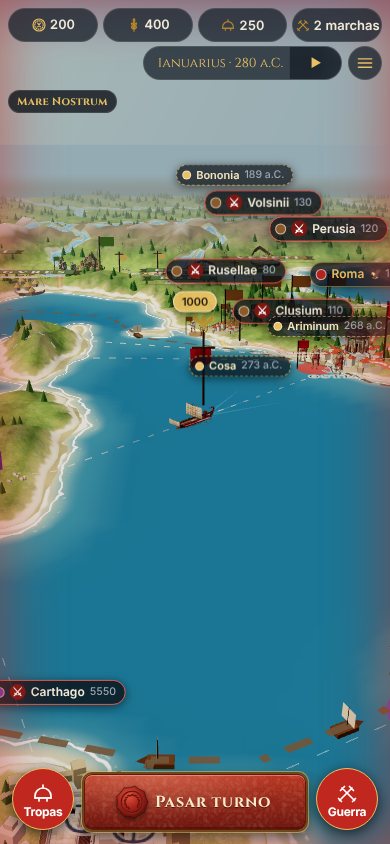 200
400
250
2 marchas
IANUARIUS · 280 A.C.
MARE NOSTRUM
Bononia 189 a.C.
Volsinii 130
Perusia 120
Rusellae 80
Roma
1000
Clusium 110
Ariminum 268 a.C.
Cosa 273 a.C.
Carthago 5550
Tropas
PASAR TURNO
Guerra